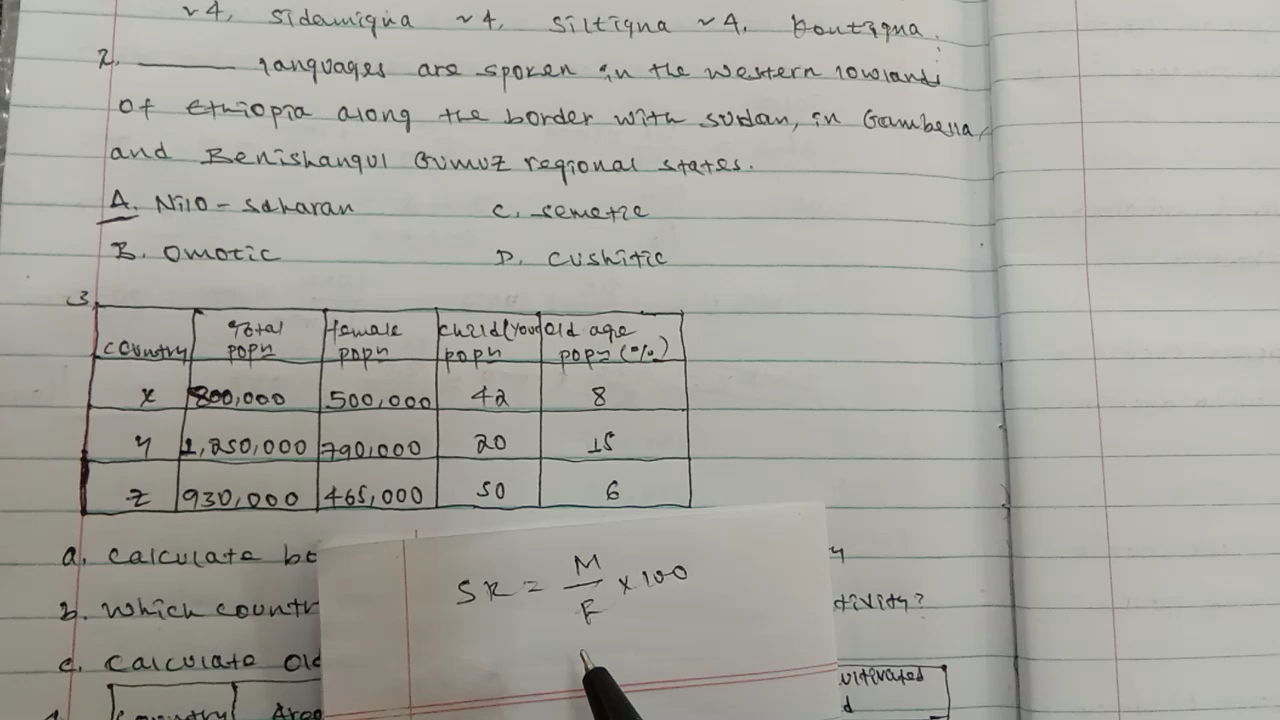 ~4, Sidamigna ~4, Siltigna ~4,
2. ______ languages are spoken in the western lowlands
of Ethiopia along the border with sudan, in Gambella,
and Benishangul Gumuz regional states.
A. Nilo-saharan C. semetic
B. Omotic D. cushitic
3.
country Total popn female popn child(young popn old age popn (%)
x 800,000 500,000 42 8
y 1,250,000 790,000 20 15
z 930,000 465,000 50 6
a. calculate
SR = M/F x 100
b. which
tivity?
c. calculate old
Area